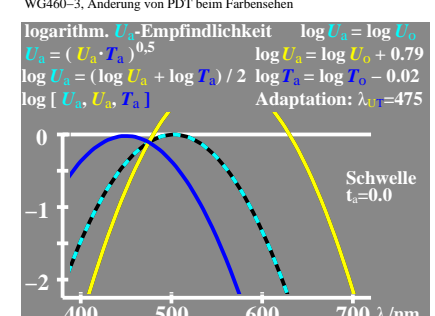 WG460-3, Änderung von PDT beim Farbensehen
logarithm. Ua-Empfindlichkeit log Ua = log Uo
Ua = ( Ua·Ta )0,5 log Ua = log Uo + 0.79
log Ua = (log Ua + log Ta) / 2 log Ta = log To − 0.02
log [ Ua, Ua, Ta ] Adaptation: λUT=475
0
Schwelle
ta=0.0
−1
−2
400 500 600 700 λ/nm